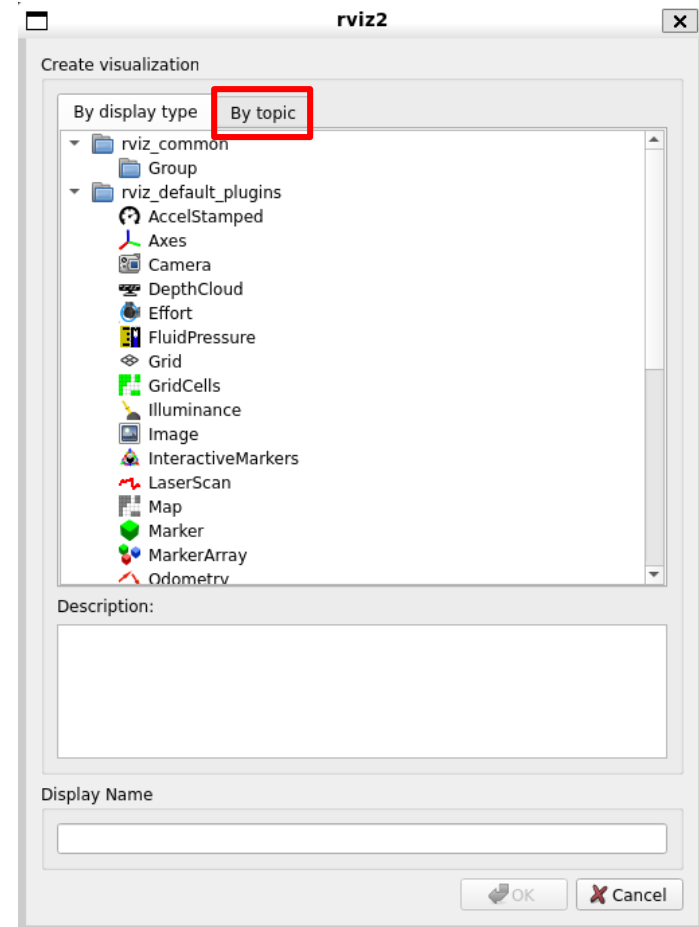 rviz2
Create visualization
By display type By topic
rviz_common
Group
rviz_default_plugins
AccelStamped
Axes
Camera
DepthCloud
Effort
FluidPressure
Grid
GridCells
Illuminance
Image
InteractiveMarkers
LaserScan
Map
Marker
MarkerArray
Odometry
Description:
Display Name
OK Cancel